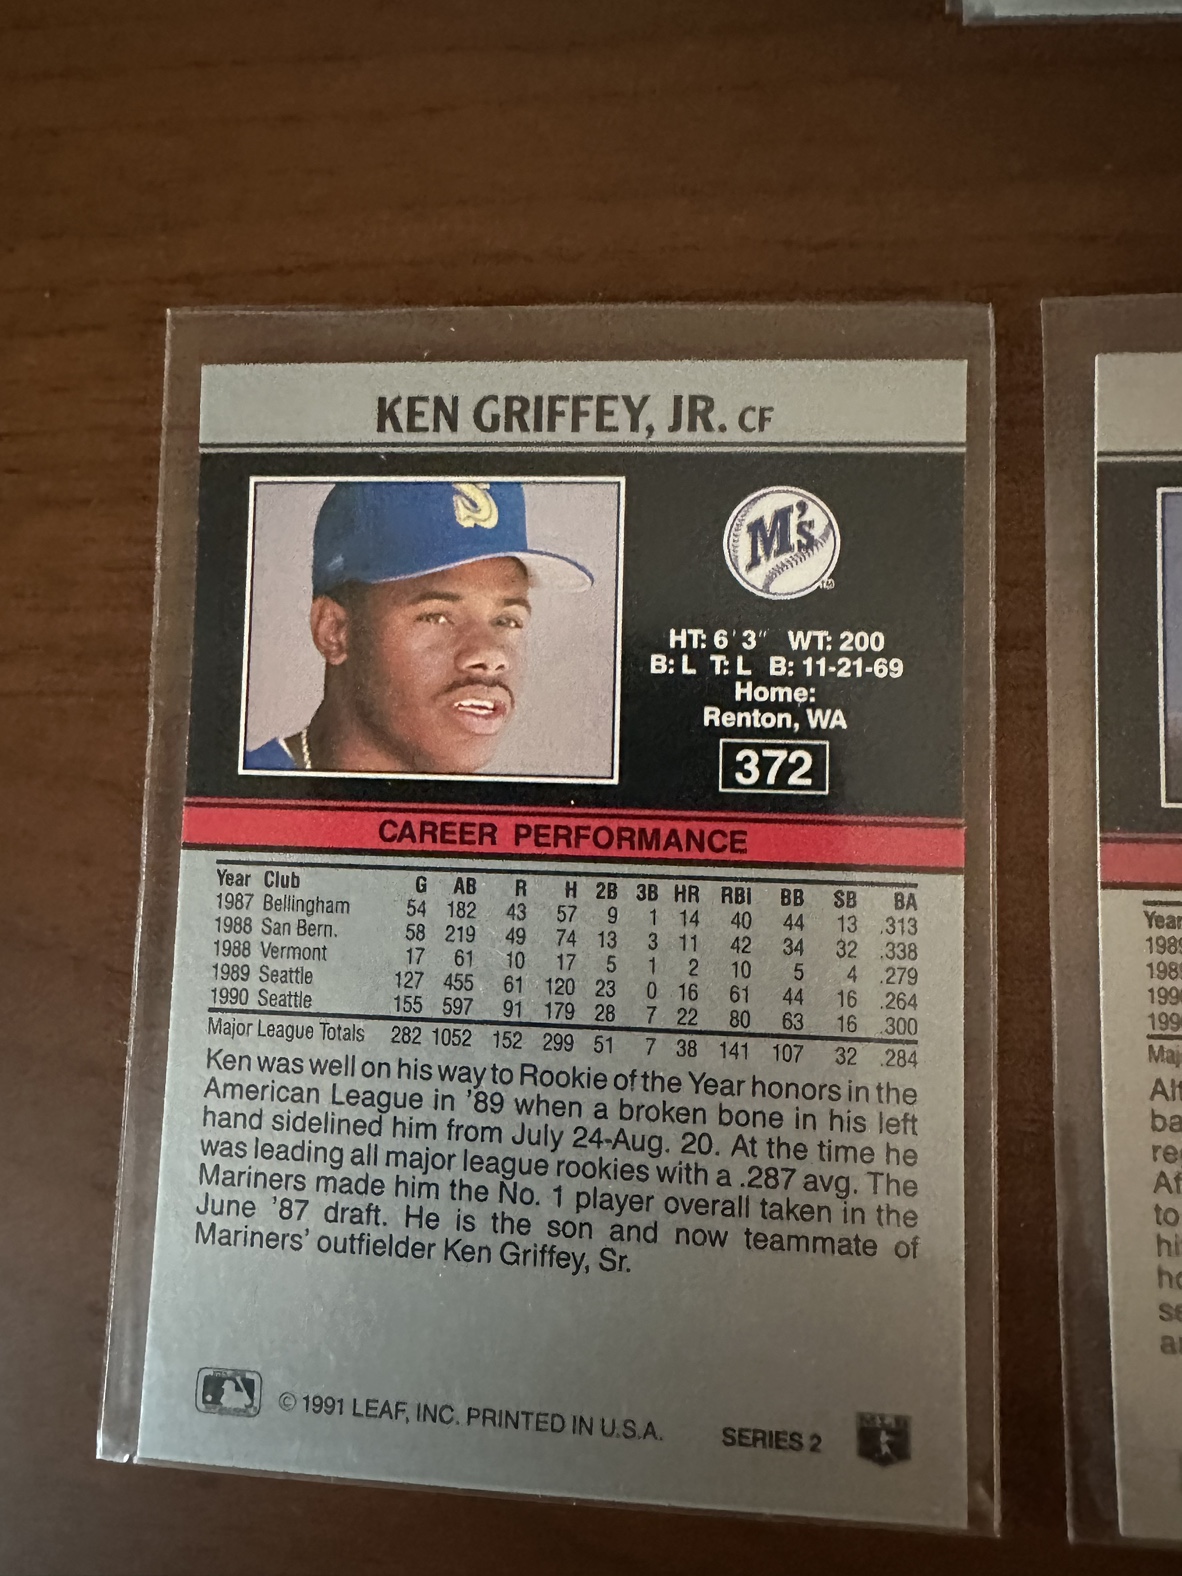 KEN GRIFFEY, JR. CF
S
M's
TM
HT: 6' 3" WT: 200
B: L T: L B: 11-21-69
Home:
Renton, WA
372
CAREER PERFORMANCE
Year Club G AB R H 2B 3B HR RBI BB SB BA
1987 Bellingham 54 182 43 57 9 1 14 40 44 13 .313
1988 San Bern. 58 219 49 74 13 3 11 42 34 32 .338
1988 Vermont 17 61 10 17 5 1 2 10 5 4 .279
1989 Seattle 127 455 61 120 23 0 16 61 44 16 .264
1990 Seattle 155 597 91 179 28 7 22 80 63 16 .300
Major League Totals 282 1052 152 299 51 7 38 141 107 32 .284
Ken was well on his way to Rookie of the Year honors in the
American League in '89 when a broken bone in his left
hand sidelined him from July 24-Aug. 20. At the time he
was leading all major league rookies with a .287 avg. The
Mariners made him the No. 1 player overall taken in the
June '87 draft. He is the son and now teammate of
Mariners' outfielder Ken Griffey, Sr.
© 1991 LEAF, INC. PRINTED IN U.S.A.
SERIES 2
Year